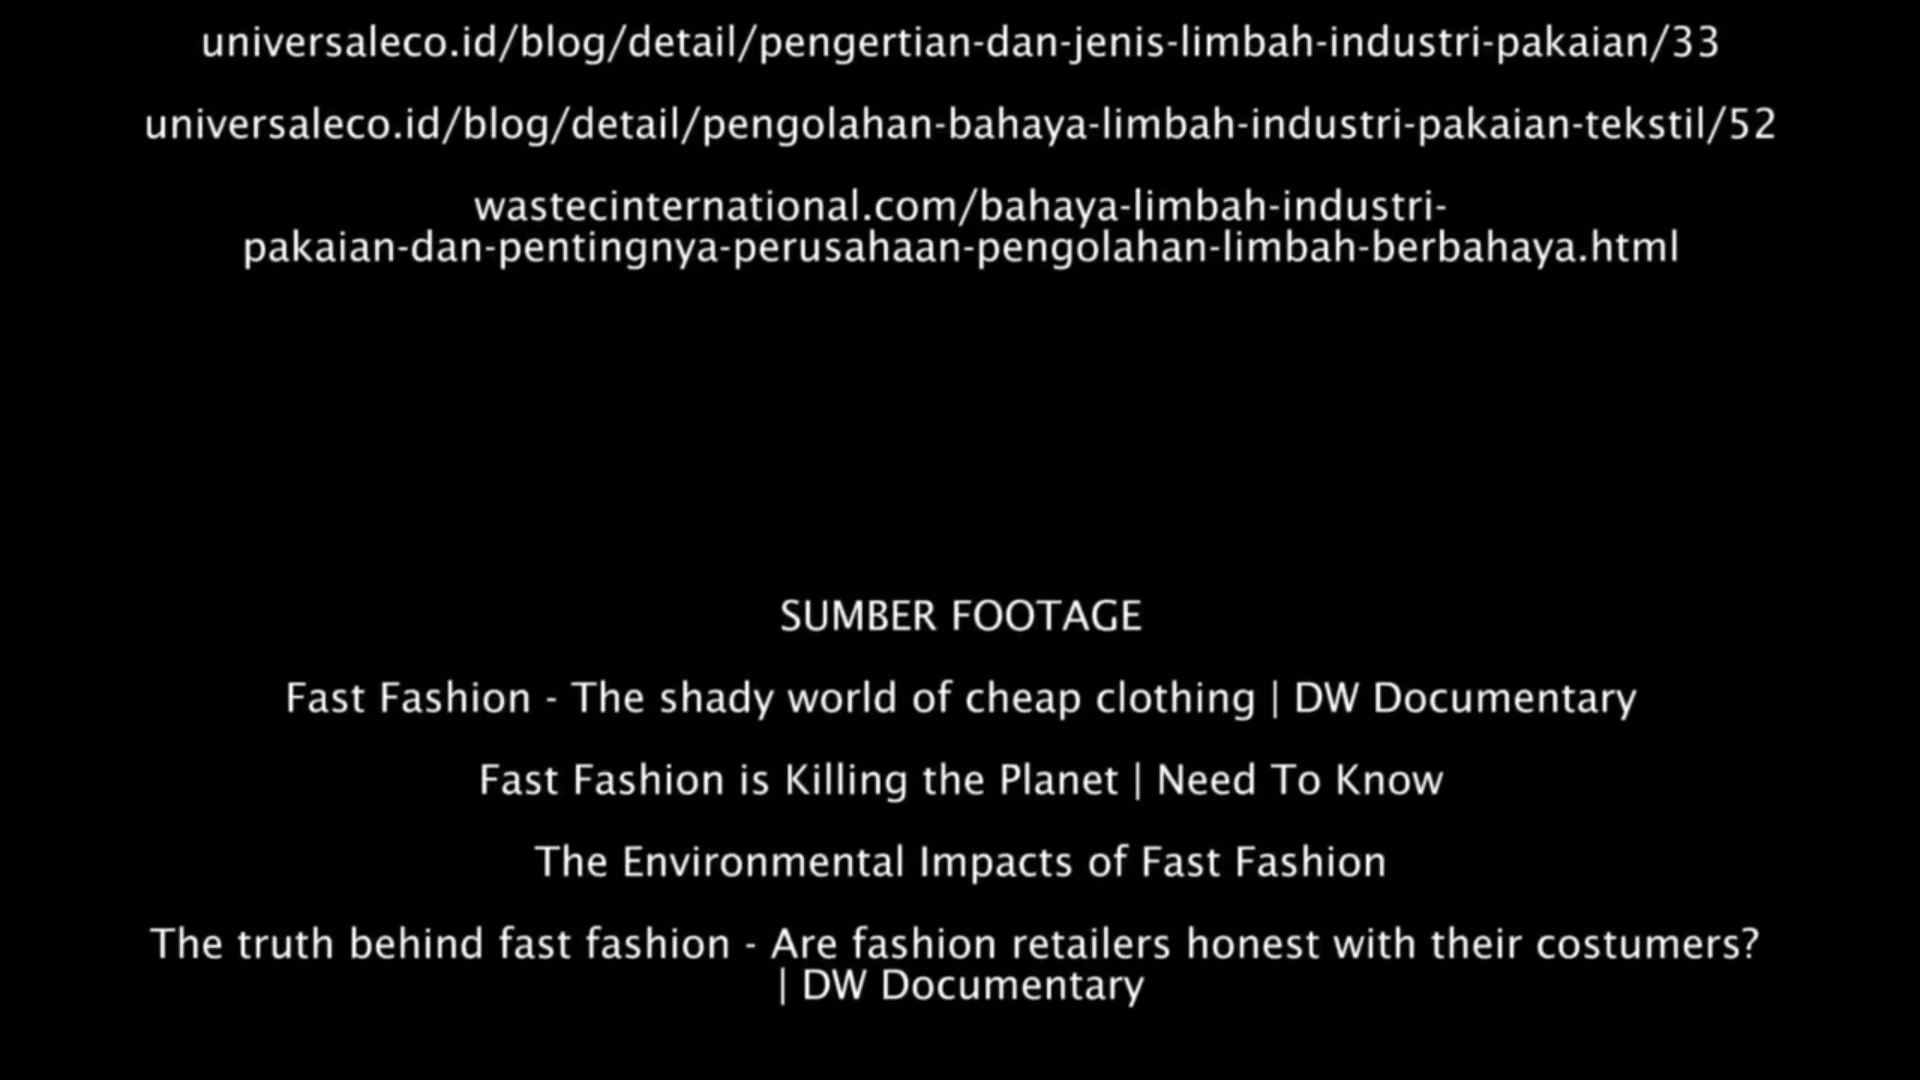 universaleco.id/blog/detail/pengertian-dan-jenis-limbah-industri-pakaian/33
universaleco.id/blog/detail/pengolahan-bahaya-limbah-industri-pakaian-tekstil/52
wastecinternational.com/bahaya-limbah-industri-
pakaian-dan-pentingnya-perusahaan-pengolahan-limbah-berbahaya.html
SUMBER FOOTAGE
Fast Fashion - The shady world of cheap clothing | DW Documentary
Fast Fashion is Killing the Planet | Need To Know
The Environmental Impacts of Fast Fashion
The truth behind fast fashion - Are fashion retailers honest with their costumers?
| DW Documentary